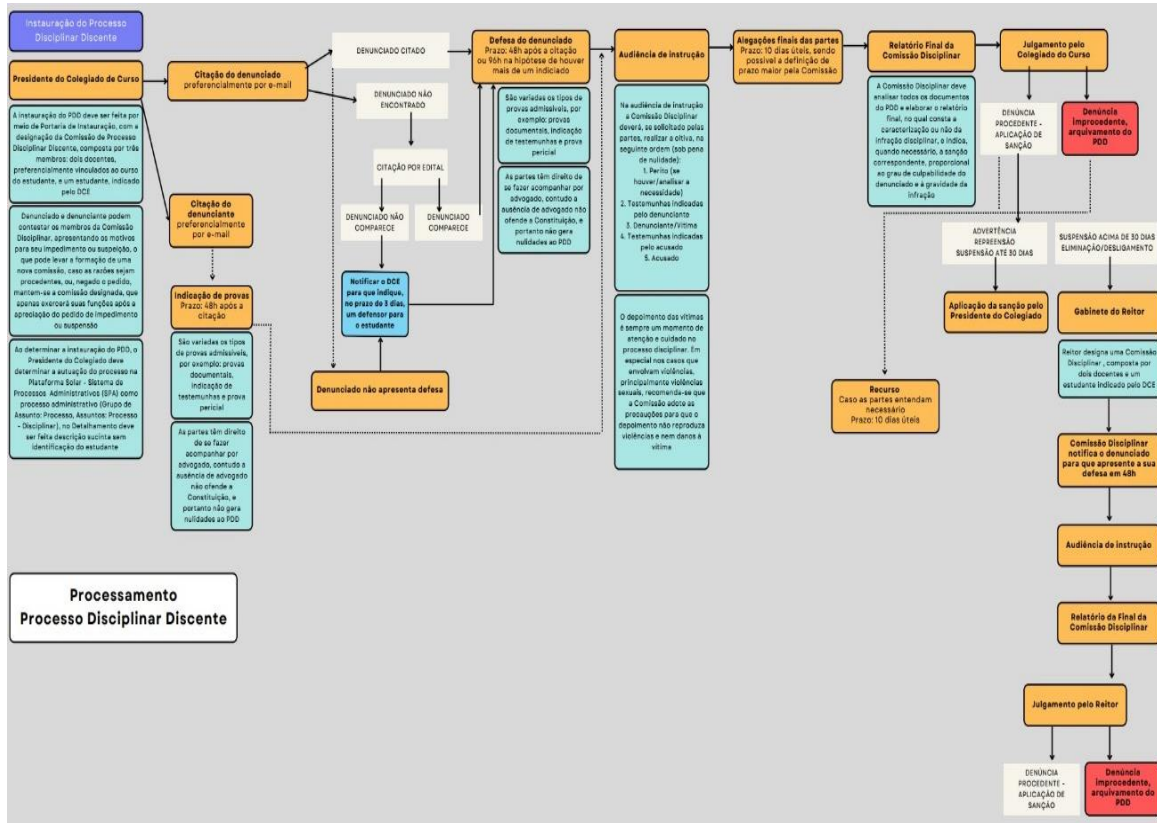 Instauração do Processo
Disciplinar Discente
Presidente do Colegiado de Curso
A instauração do PDD deve ser feita por
meio de Portaria de Instauração, com a
designação da Comissão de Processo
Disciplinar Discente, composta por três
membros: dois docentes,
preferencialmente vinculados ao curso
do estudante, e um estudante, indicado
pelo DCE
Denunciado e denunciante podem
contestar os membros da Comissão
Disciplinar, apresentando os motivos
para seu impedimento ou suspeição, o
que pode levar a formação de uma
nova comissão, caso as razões sejam
procedentes, ou, negado o pedido,
mantem-se a comissão designada, que
apenas exercerá suas funções após a
apreciação do pedido de impedimento
ou suspensão
Ao determinar a instauração do PDD, o
Presidente do Colegiado deve
determinar a autuação do processo na
Plataforma Solar - Sistema de
Processos Administrativos (SPA) como
processo administrativo (Grupo de
Assunto: Processo, Assuntos: Processo
- Disciplinar), no Detalhamento deve
ser feita descrição sucinta sem
identificação do estudante
Citação do denunciado
preferencialmente por e-mail
Citação do
denunciante
preferencialmente
por e-mail
Indicação de provas
Prazo: 48h após a
citação
São variadas os tipos
de provas admissíveis,
por exemplo: provas
documentais,
indicação de
testemunhas e prova
pericial
As partes têm direito
de se fazer
acompanhar por
advogado, contudo a
ausência de advogado
não ofende a
Constituição, e
portanto não gera
nulidades ao PDD
DENUNCIADO CITADO
DENUNCIADO NÃO
ENCONTRADO
CITAÇÃO POR EDITAL
DENUNCIADO NÃO
COMPARECE
DENUNCIADO
COMPARECE
Notificar o DCE
para que indique,
no prazo de 3 dias,
um defensor para
o estudante
Denunciado não apresenta defesa
Defesa do denunciado
Prazo: 48h após a citação
ou 96h na hipótese de houver
mais de um indiciado
São variadas os tipos de
provas admissíveis, por
exemplo: provas
documentais, indicação
de testemunhas e prova
pericial
As partes têm direito de
se fazer acompanhar por
advogado, contudo a
ausência de advogado não
ofende a Constituição, e
portanto não gera
nulidades ao PDD
Audiência de instrução
Na audiência de instrução
a Comissão Disciplinar
deverá, se solicitado pelas
partes, realizar a oitiva, na
seguinte ordem (sob pena
de nulidade):
1. Perito (se
houver/analisar a
necessidade)
2. Testemunhas indicadas
pelo denunciante
3. Denunciante/Vítima
4. Testemunhas indicadas
pelo acusado
5. Acusado
O depoimento das vítimas
é sempre um momento de
atenção e cuidado no
processo disciplinar. Em
especial nos casos que
envolvam violências,
principalmente violências
sexuais, recomenda-se que
a Comissão adote as
precauções para que o
depoimento não reproduza
violências e nem danos à
vítima
Alegações finais das partes
Prazo: 10 dias úteis, sendo
possível a definição de
prazo maior pela Comissão
Relatório Final da
Comissão Disciplinar
A Comissão Disciplinar deve
analisar todos os documentos
do PDD e elaborar o relatório
final, no qual consta a
caracterização ou não da
infração disciplinar, e indica,
quando necessário, a sanção
correspondente, proporcional
ao grau de culpabilidade do
denunciado e à gravidade da
infração
Julgamento pelo
Colegiado do Curso
DENÚNCIA
PROCEDENTE -
APLICAÇÃO DE
SANÇÃO
Denúncia
improcedente,
arquivamento do
PDD
ADVERTÊNCIA
REPREENSÃO
SUSPENSÃO ATÉ 30 DIAS
SUSPENSÃO ACIMA DE 30 DIAS
ELIMINAÇÃO/DESLIGAMENTO
Aplicação da sanção pelo
Presidente do Colegiado
Recurso
Caso as partes entendam
necessário
Prazo: 10 dias úteis
Gabinete do Reitor
Reitor designa uma Comissão
Disciplinar , composta por
dois docentes e um
estudante indicado pelo DCE
Comissão Disciplinar
notifica o denunciado
para que apresente a sua
defesa em 48h
Audiência de instrução
Relatório da Final da
Comissão Disciplinar
Julgamento pelo Reitor
DENÚNCIA
PROCEDENTE -
APLICAÇÃO DE
SANÇÃO
Denúncia
improcedente,
arquivamento do
PDD
Processamento
Processo Disciplinar Discente